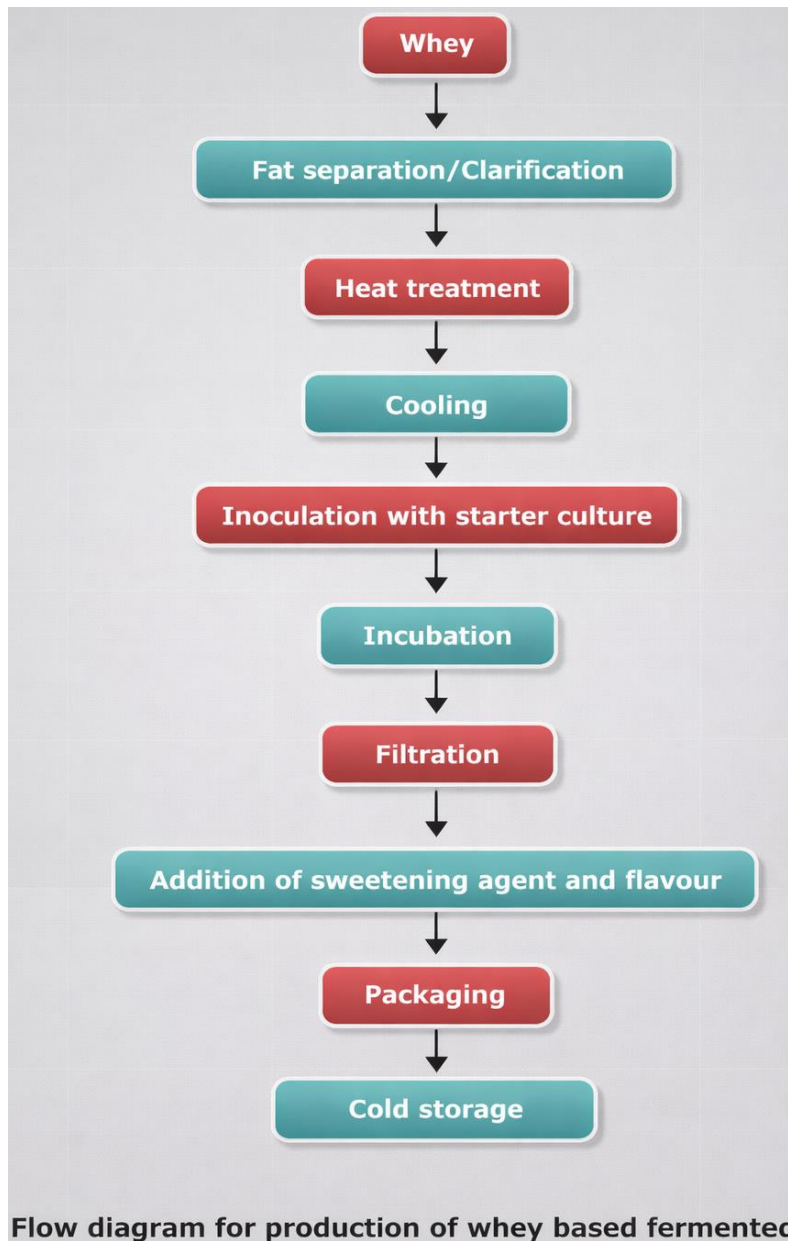 Whey
Fat separation/Clarification
Heat treatment
Cooling
Inoculation with starter culture
Incubation
Filtration
Addition of sweetening agent and flavour
Packaging
Cold storage
Flow diagram for production of whey based fermented